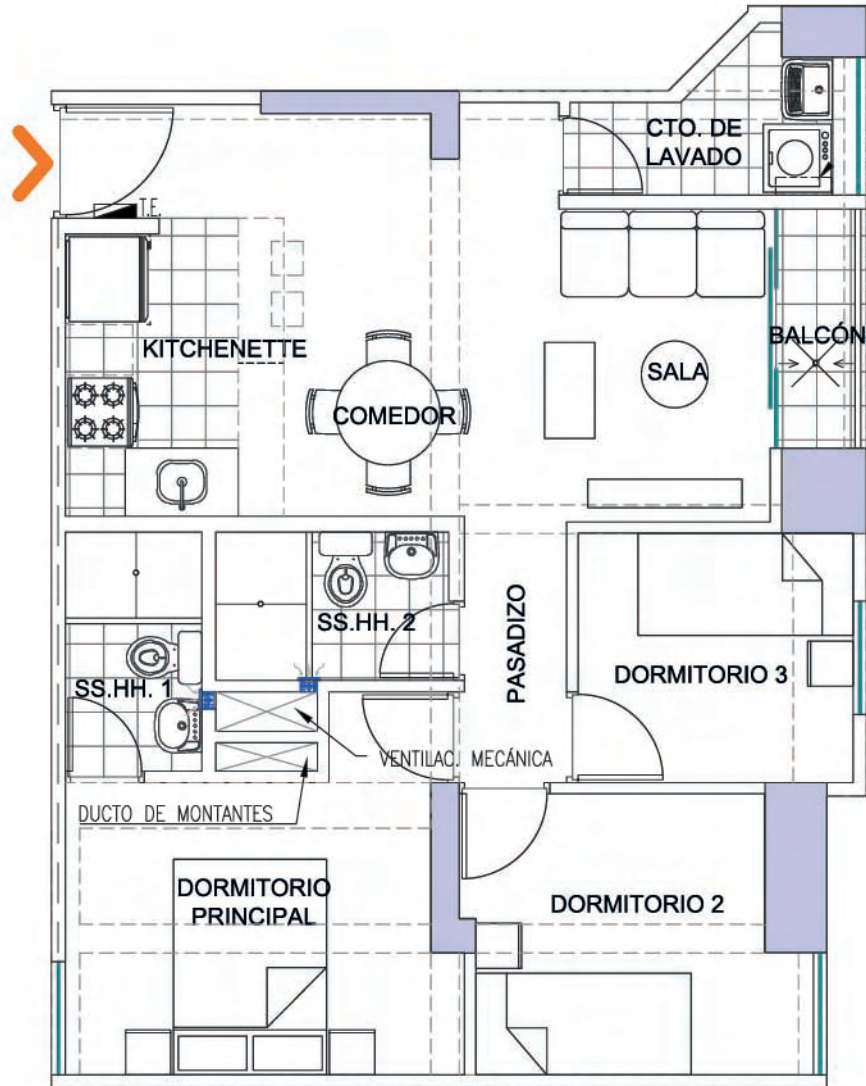 CTO. DE
LAVADO
T.E.
KITCHENETTE
BALCÓN
SALA
COMEDOR
SS.HH. 2
PASADIZO
DORMITORIO 3
SS.HH. 1
VENTILAC. MECÁNICA
DUCTO DE MONTANTES
DORMITORIO
PRINCIPAL
DORMITORIO 2